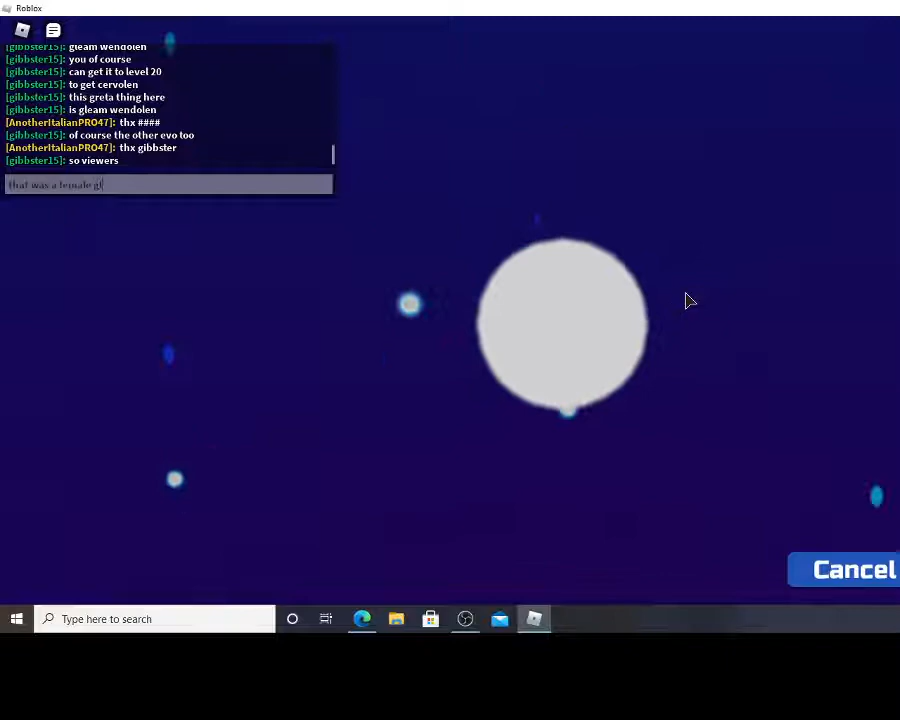 Roblox
[gibbster15]: gleam wendolen
[gibbster15]: you of course
[gibbster15]: can get it to level 20
[gibbster15]: to get cervolen
[gibbster15]: this greta thing here
[gibbster15]: is gleam wendolen
[AnotherItalianPRO47]: thx ####
[gibbster15]: of course the other evo too
[AnotherItalianPRO47]: thx gibbster
[gibbster15]: so viewers
that was a female gl
Cancel
Type here to search